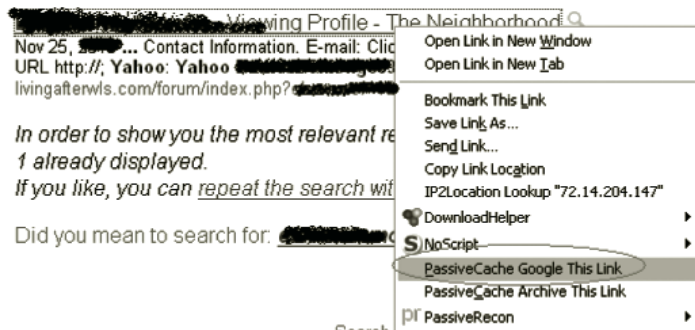 Viewing Profile - The Neighborhood
Nov 25, ... Contact Information. E-mail: Clic
URL http://; Yahoo: Yahoo
livingafterwls.com/forum/index.php?
In order to show you the most relevant re
1 already displayed.
If you like, you can repeat the search wit
Did you mean to search for:
Search
Open Link in New Window
Open Link in New Tab
Bookmark This Link
Save Link As...
Send Link...
Copy Link Location
IP2Location Lookup "72.14.204.147"
DownloadHelper
NoScript
PassiveCache Google This Link
PassiveCache Archive This Link
pr PassiveRecon